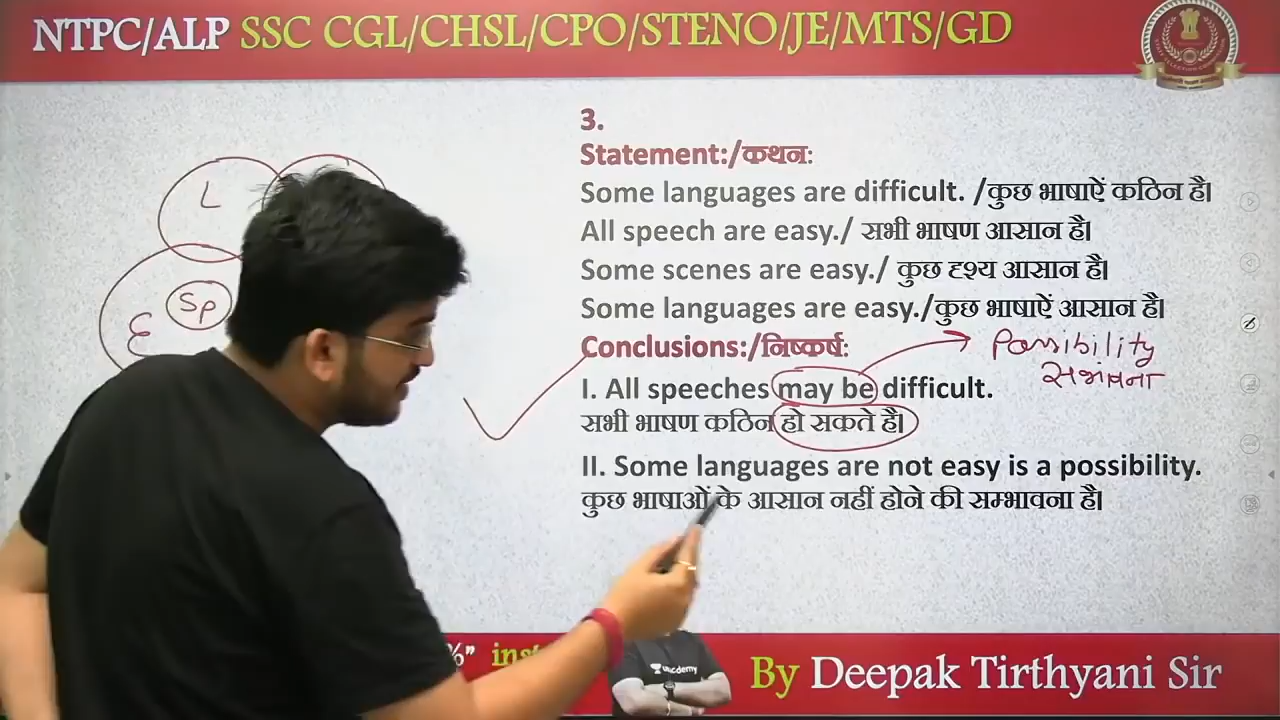 NTPC/ALP SSC CGL/CHSL/CPO/STENO/JE/MTS/GD
3.
Statement:/कथन:
Some languages are difficult. /कुछ भाषाऐं कठिन है।
All speech are easy./ सभी भाषण आसान है।
Some scenes are easy./ कुछ दृश्य आसान है।
Some languages are easy./कुछ भाषाऐं आसान है।
Conclusions:/निष्कर्ष:
Possibility
संभावना
I. All speeches may be difficult.
सभी भाषण कठिन हो सकते है।
II. Some languages are not easy is a possibility.
कुछ भाषाओं के आसान नहीं होने की सम्भावना है।
L
Sp
E
%"
unacademy
By Deepak Tirthyani Sir